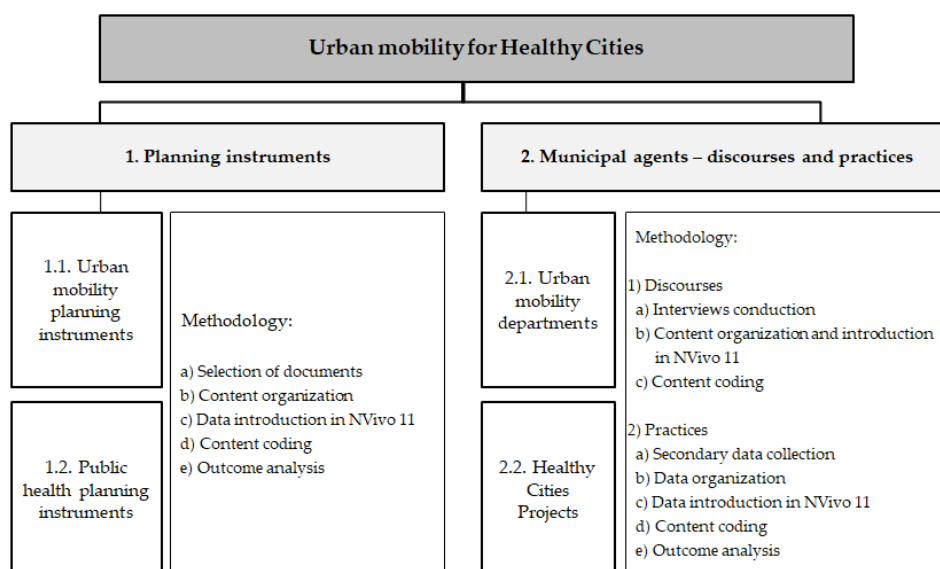 Urban mobility for Healthy Cities
1. Planning instruments
1.1. Urban
mobility
planning
instruments
1.2. Public
health planning
instruments
Methodology:
a) Selection of documents
b) Content organization
c) Data introduction in NVivo 11
d) Content coding
e) Outcome analysis
2. Municipal agents – discourses and practices
2.1. Urban
mobility
departments
2.2. Healthy
Cities
Projects
Methodology:
1) Discourses
a) Interviews conduction
b) Content organization and introduction
in NVivo 11
c) Content coding
2) Practices
a) Secondary data collection
b) Data organization
c) Data introduction in NVivo 11
d) Content coding
e) Outcome analysis